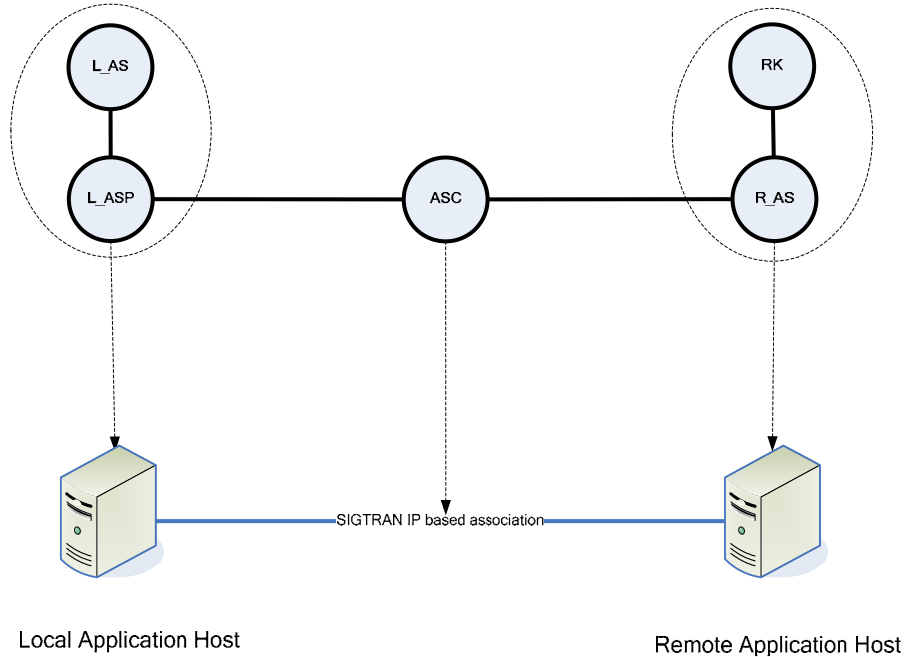 L_AS
RK
L_ASP
ASC
R_AS
SIGTRAN IP based association
Local Application Host
Remote Application Host